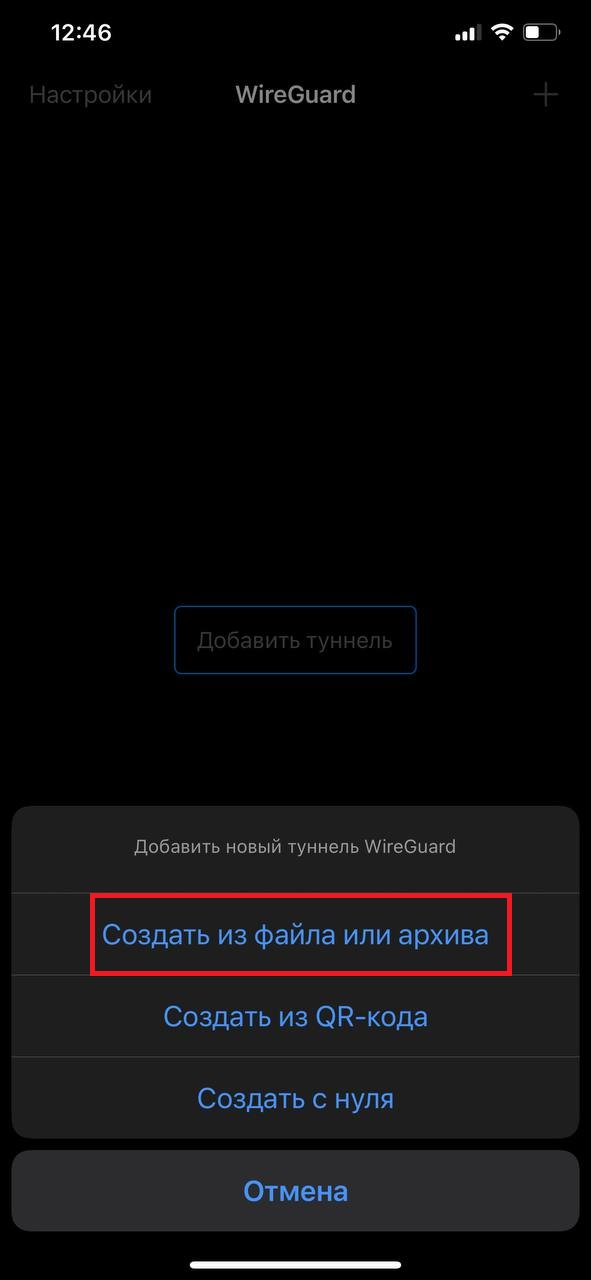 12:46
Настройки WireGuard
Добавить туннель
Добавить новый туннель WireGuard
Создать из файла или архива
Создать из QR-кода
Создать с нуля
Отмена